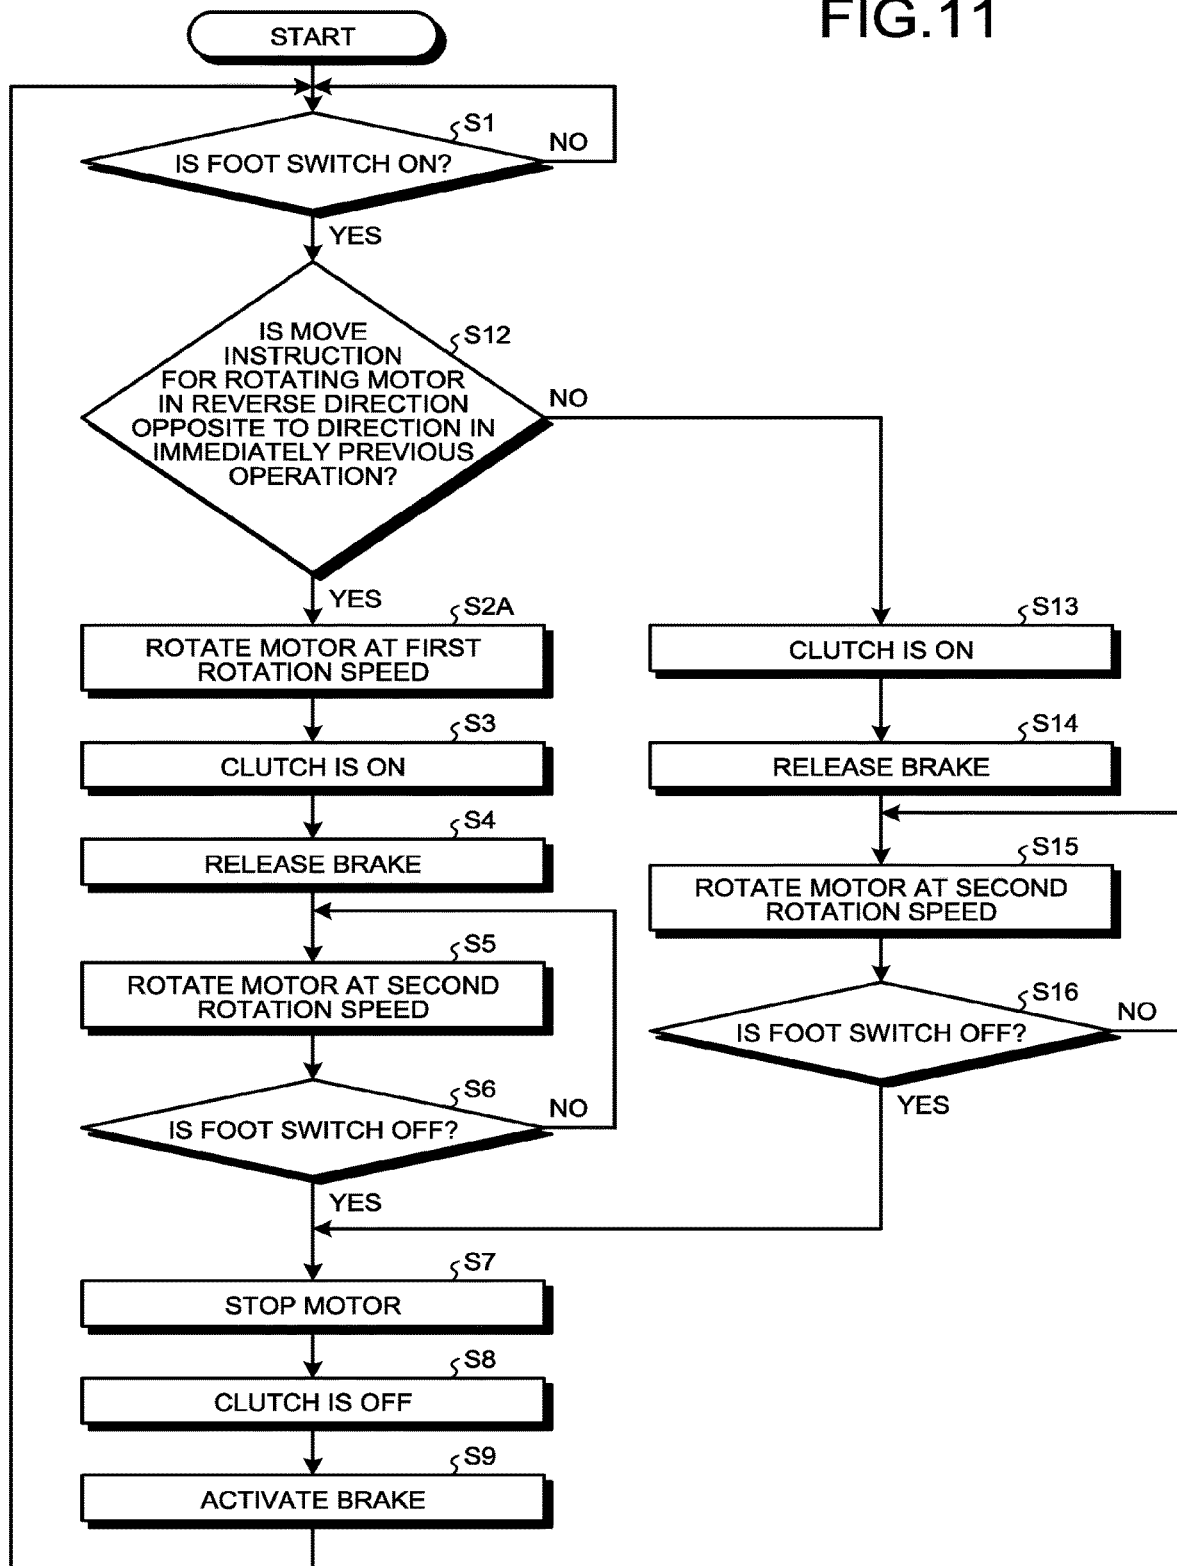 FIG.11
START
S1
NO
IS FOOT SWITCH ON?
YES
S12
IS MOVE
INSTRUCTION
FOR ROTATING MOTOR
IN REVERSE DIRECTION
OPPOSITE TO DIRECTION IN
IMMEDIATELY PREVIOUS
OPERATION?
NO
YES
S2A
ROTATE MOTOR AT FIRST
ROTATION SPEED
S3
CLUTCH IS ON
S4
RELEASE BRAKE
S5
ROTATE MOTOR AT SECOND
ROTATION SPEED
S6
NO
IS FOOT SWITCH OFF?
YES
S13
CLUTCH IS ON
S14
RELEASE BRAKE
S15
ROTATE MOTOR AT SECOND
ROTATION SPEED
S16
NO
IS FOOT SWITCH OFF?
YES
S7
STOP MOTOR
S8
CLUTCH IS OFF
S9
ACTIVATE BRAKE